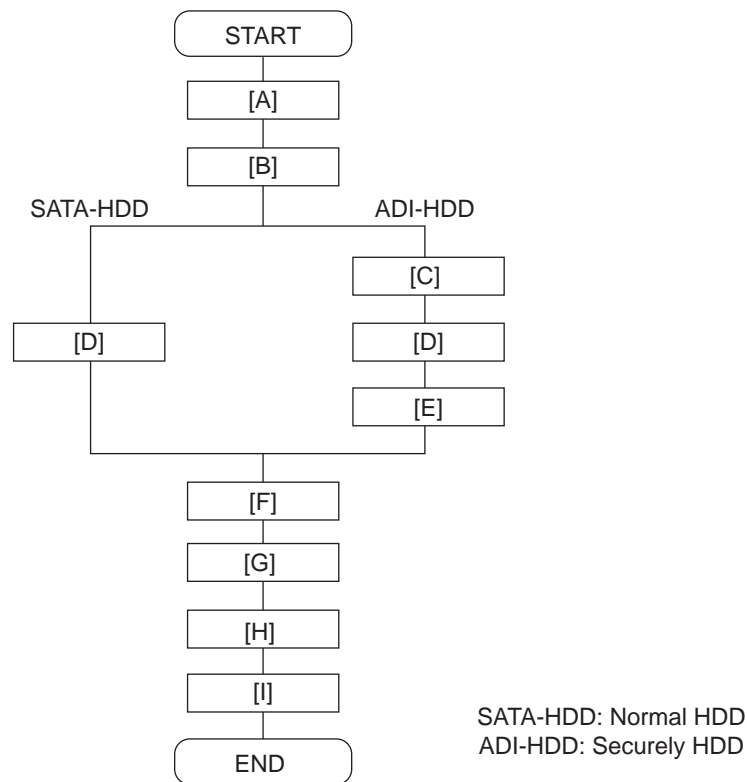 START
[A]
[B]
SATA-HDD ADI-HDD
[C]
[D] [D]
[E]
[F]
[G]
[H]
[I]
SATA-HDD: Normal HDD
ADI-HDD: Securely HDD
END